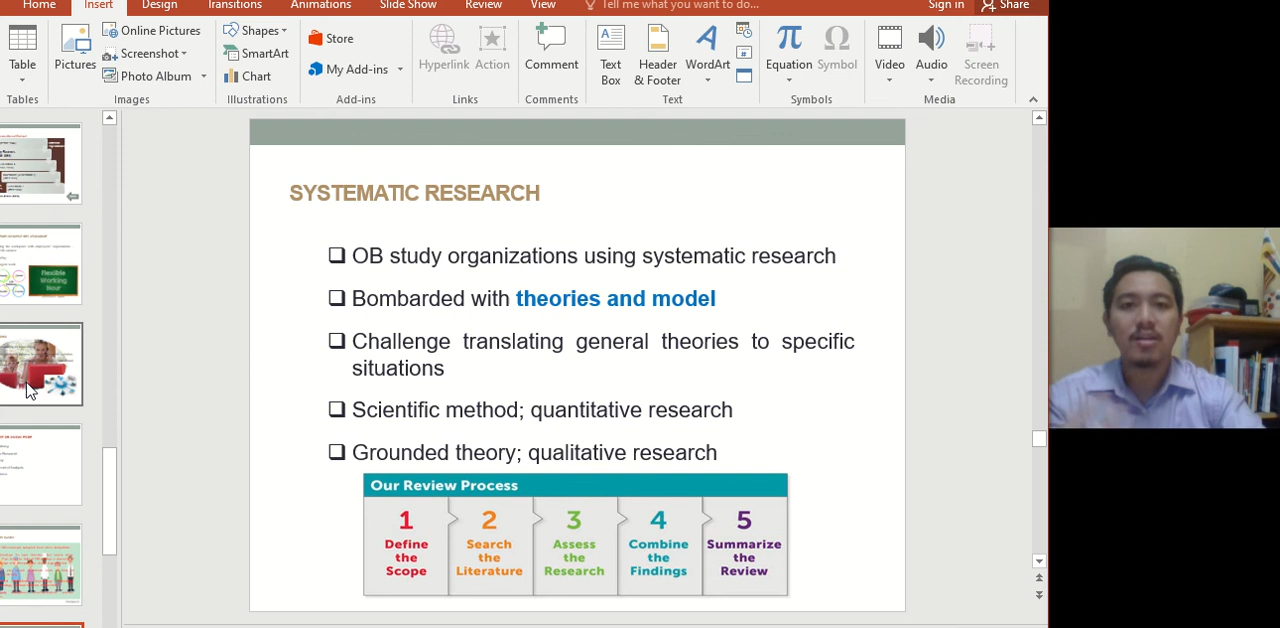 Home Insert Design Transitions Animations Slide Show Review View Tell me what you want to do... Sign in Share
Table
Pictures
Online Pictures
Screenshot
Photo Album
Shapes
SmartArt
Chart
Store
My Add-ins
Hyperlink
Action
Comment
Text Box
Header & Footer
WordArt
Equation
Symbol
Video
Audio
Screen Recording
Tables Images Illustrations Add-ins Links Comments Text Symbols Media
SYSTEMATIC RESEARCH
OB study organizations using systematic research
Bombarded with theories and model
Challenge translating general theories to specific
situations
Scientific method; quantitative research
Grounded theory; qualitative research
Our Review Process
1 2 3 4 5
Define Search Assess Combine Summarize
the the the the the
Scope Literature Research Findings Review
Flexible
Working
Hour